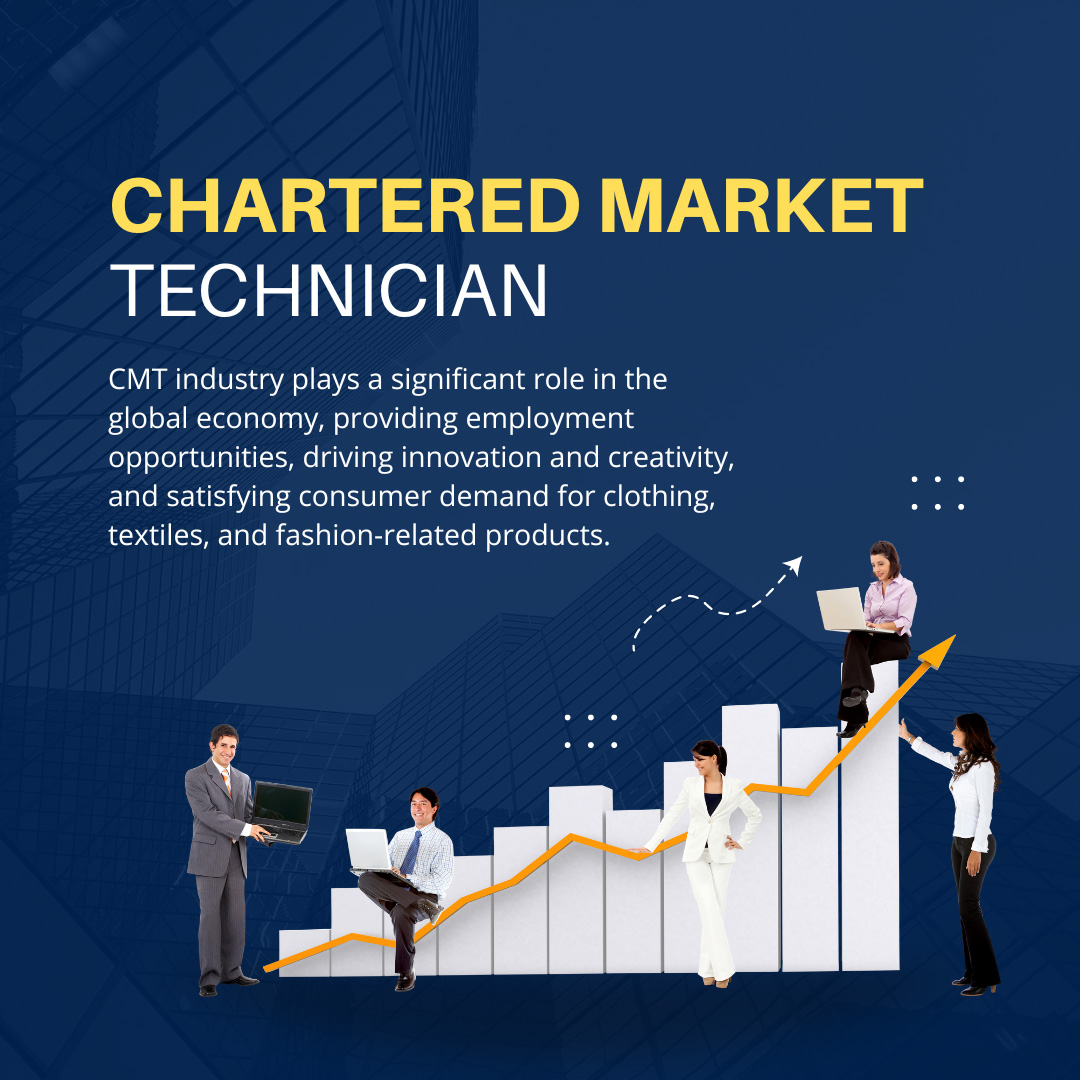 CHARTERED MARKET
TECHNICIAN
CMT industry plays a significant role in the
global economy, providing employment
opportunities, driving innovation and creativity,
and satisfying consumer demand for clothing,
textiles, and fashion-related products.